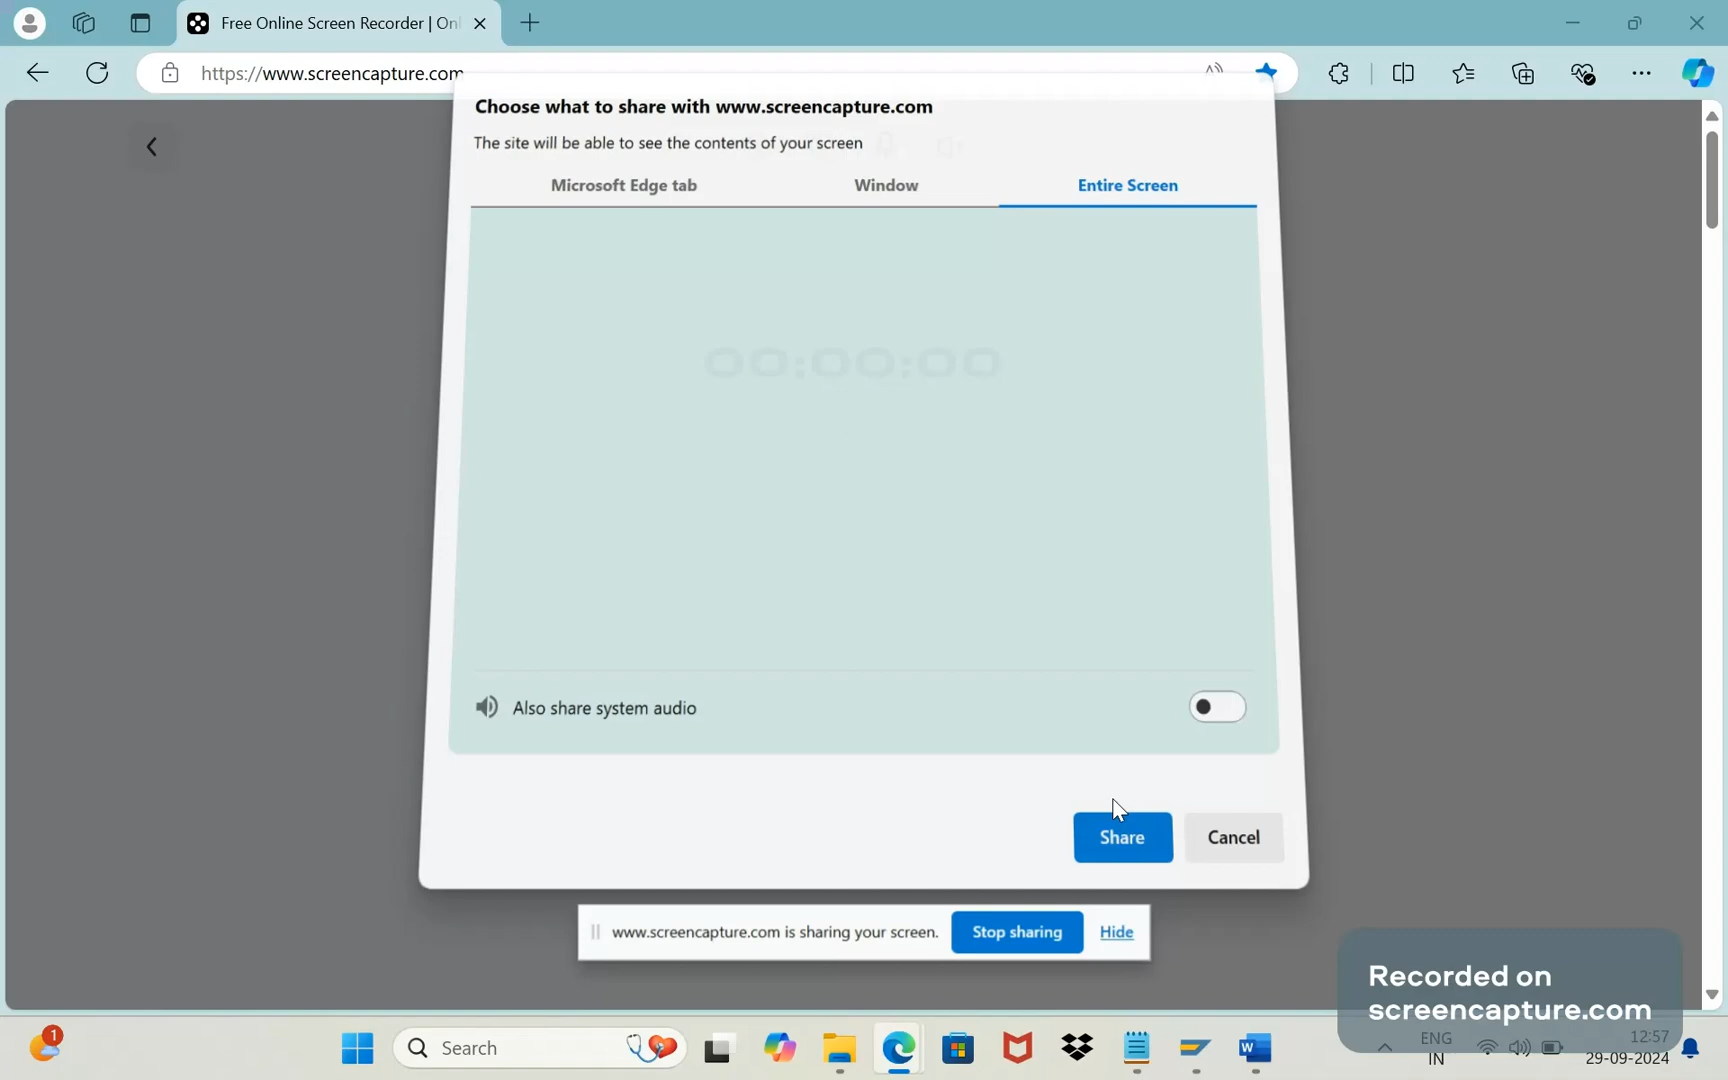 Free Online Screen Recorder | Onl
https://www.screencapture.com
Choose what to share with www.screencapture.com
The site will be able to see the contents of your screen
Microsoft Edge tab
Window
Entire Screen
00:00:00
Also share system audio
Share
Cancel
www.screencapture.com is sharing your screen.
Stop sharing
Hide
Recorded on
screencapture.com
1
Search
W
ENG
IN
12:57
29-09-2024